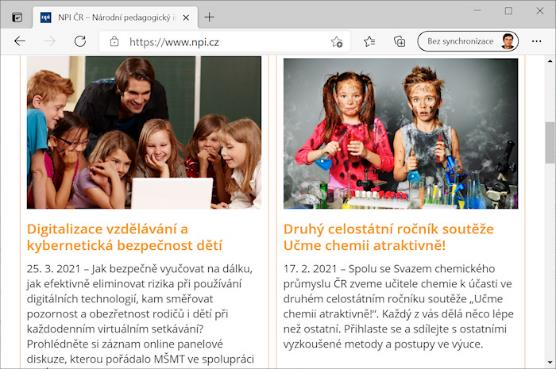 npi
NPI ČR – Národní pedagogický i
https://www.npi.cz
Bez synchronizace
Digitalizace vzdělávání a
kybernetická bezpečnost dětí
25. 3. 2021 – Jak bezpečně vyučovat na dálku,
jak efektivně eliminovat rizika při používání
digitálních technologií, kam směřovat
pozornost a obezřetnost rodičů i dětí při
každodenním virtuálním setkávání?
Prohlédněte si záznam online panelové
diskuze, kterou pořádalo MŠMT ve spolupráci
Druhý celostátní ročník soutěže
Učme chemii atraktivně!
17. 2. 2021 – Spolu se Svazem chemického
průmyslu ČR zveme učitele chemie k účasti ve
druhém celostátním ročníku soutěže „Učme
chemii atraktivně!“. Každý z vás dělá něco lépe
než ostatní. Přihlaste se a sdílejte s ostatními
vyzkoušené metody a postupy ve výuce.